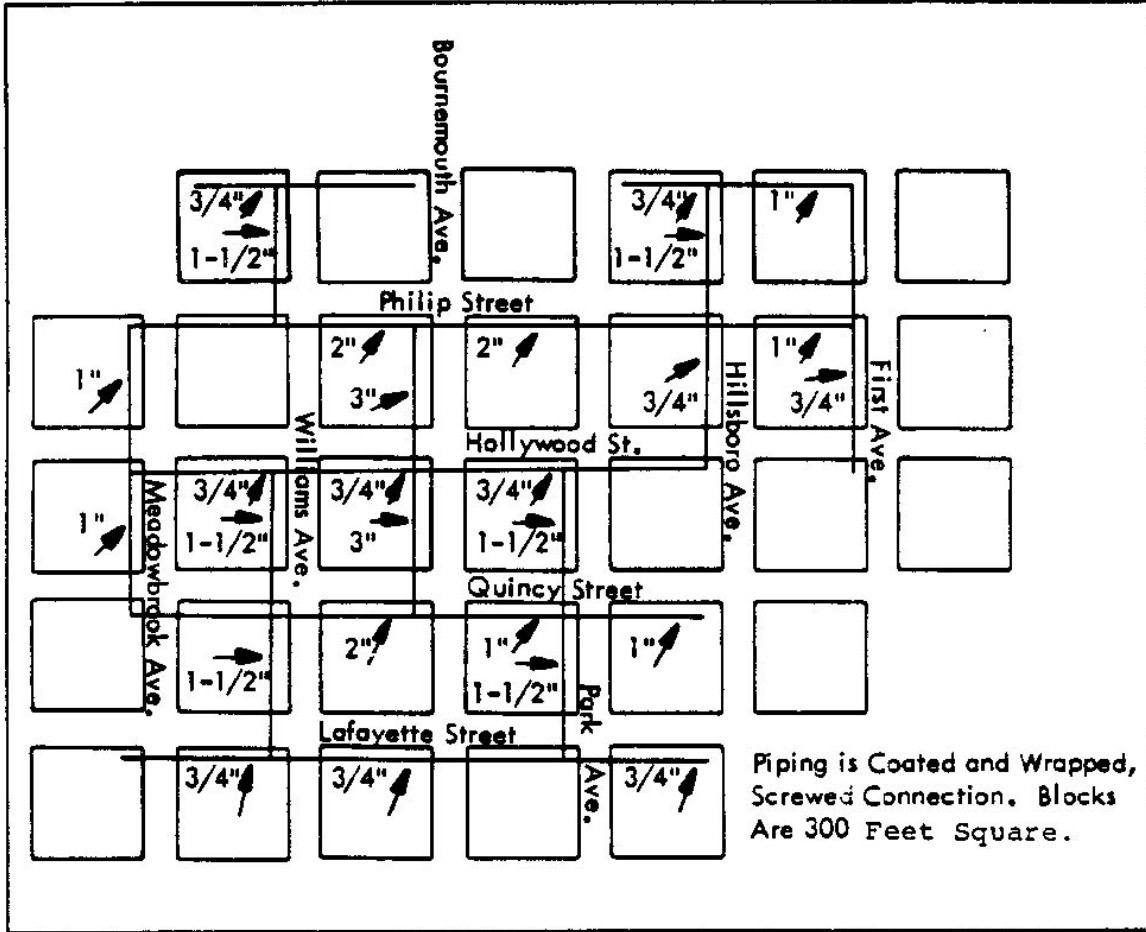 Bournemouth Ave.
3/4"
1-1/2"
3/4"
1-1/2"
1"
Philip Street
1"
2"
3"
2"
3/4"
Hillsboro Ave.
1"
3/4"
First Ave.
Williams Ave.
Hollywood St.
1"
Meadowbrook Ave.
3/4"
1-1/2"
3/4"
3"
3/4"
1-1/2"
Quincy Street
1-1/2"
2"
1"
1-1/2"
1"
Park Ave.
Lafayette Street
3/4"
3/4"
3/4"
Piping is Coated and Wrapped,
Screwed Connection. Blocks
Are 300 Feet Square.